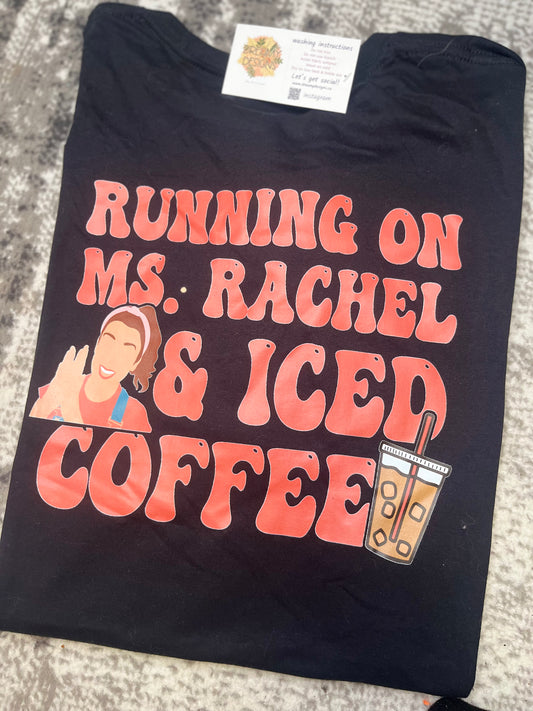 washing instructions
Let's get social!
instagram
RUNNING ON
MS. RACHEL
& ICED
COFFEE